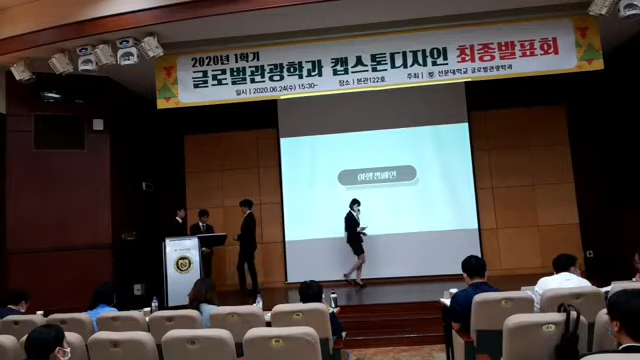 2020년 1학기
글로벌관광학과 캡스톤디자인 최종발표회
일시 | 2020.06.24(수) 15:30~ 장소 | 본관122호 주최 | 선문대학교 글로벌관광학과
여행캠페인